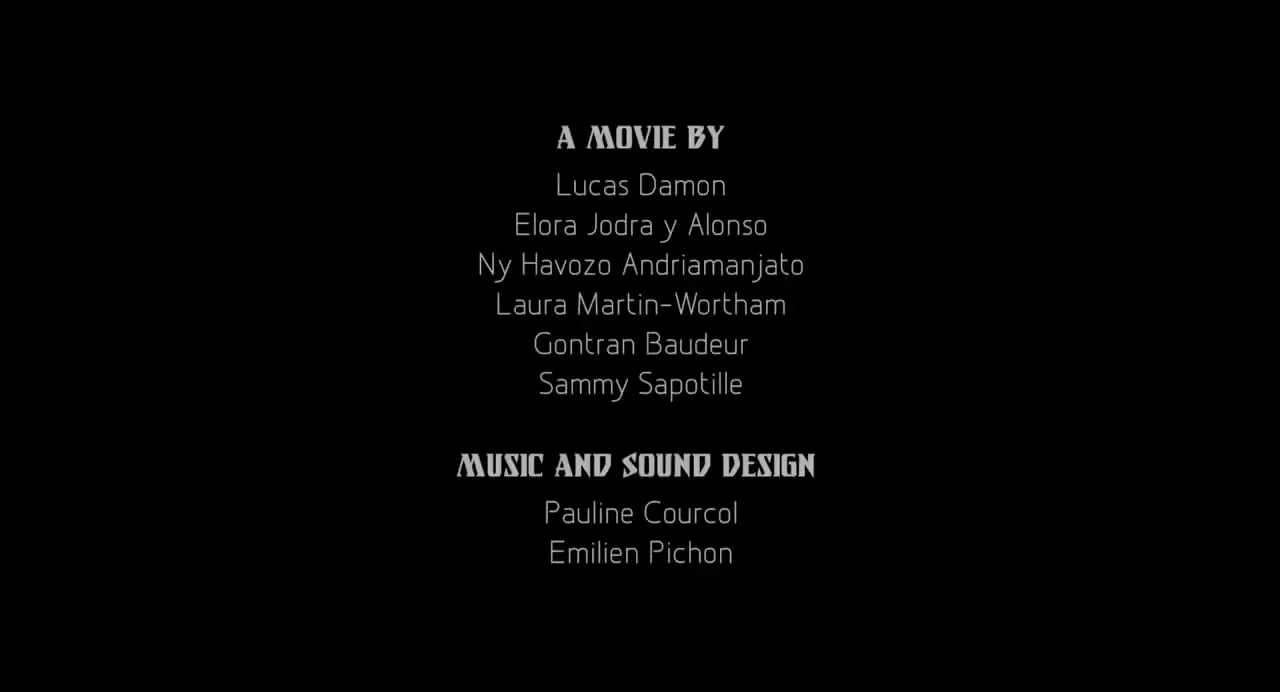 A MOVIE BY
Lucas Damon
Elora Jodra y Alonso
Ny Havozo Andriamanjato
Laura Martin-Wortham
Gontran Baudeur
Sammy Sapotille
MUSIC AND SOUND DESIGN
Pauline Courcol
Emilien Pichon